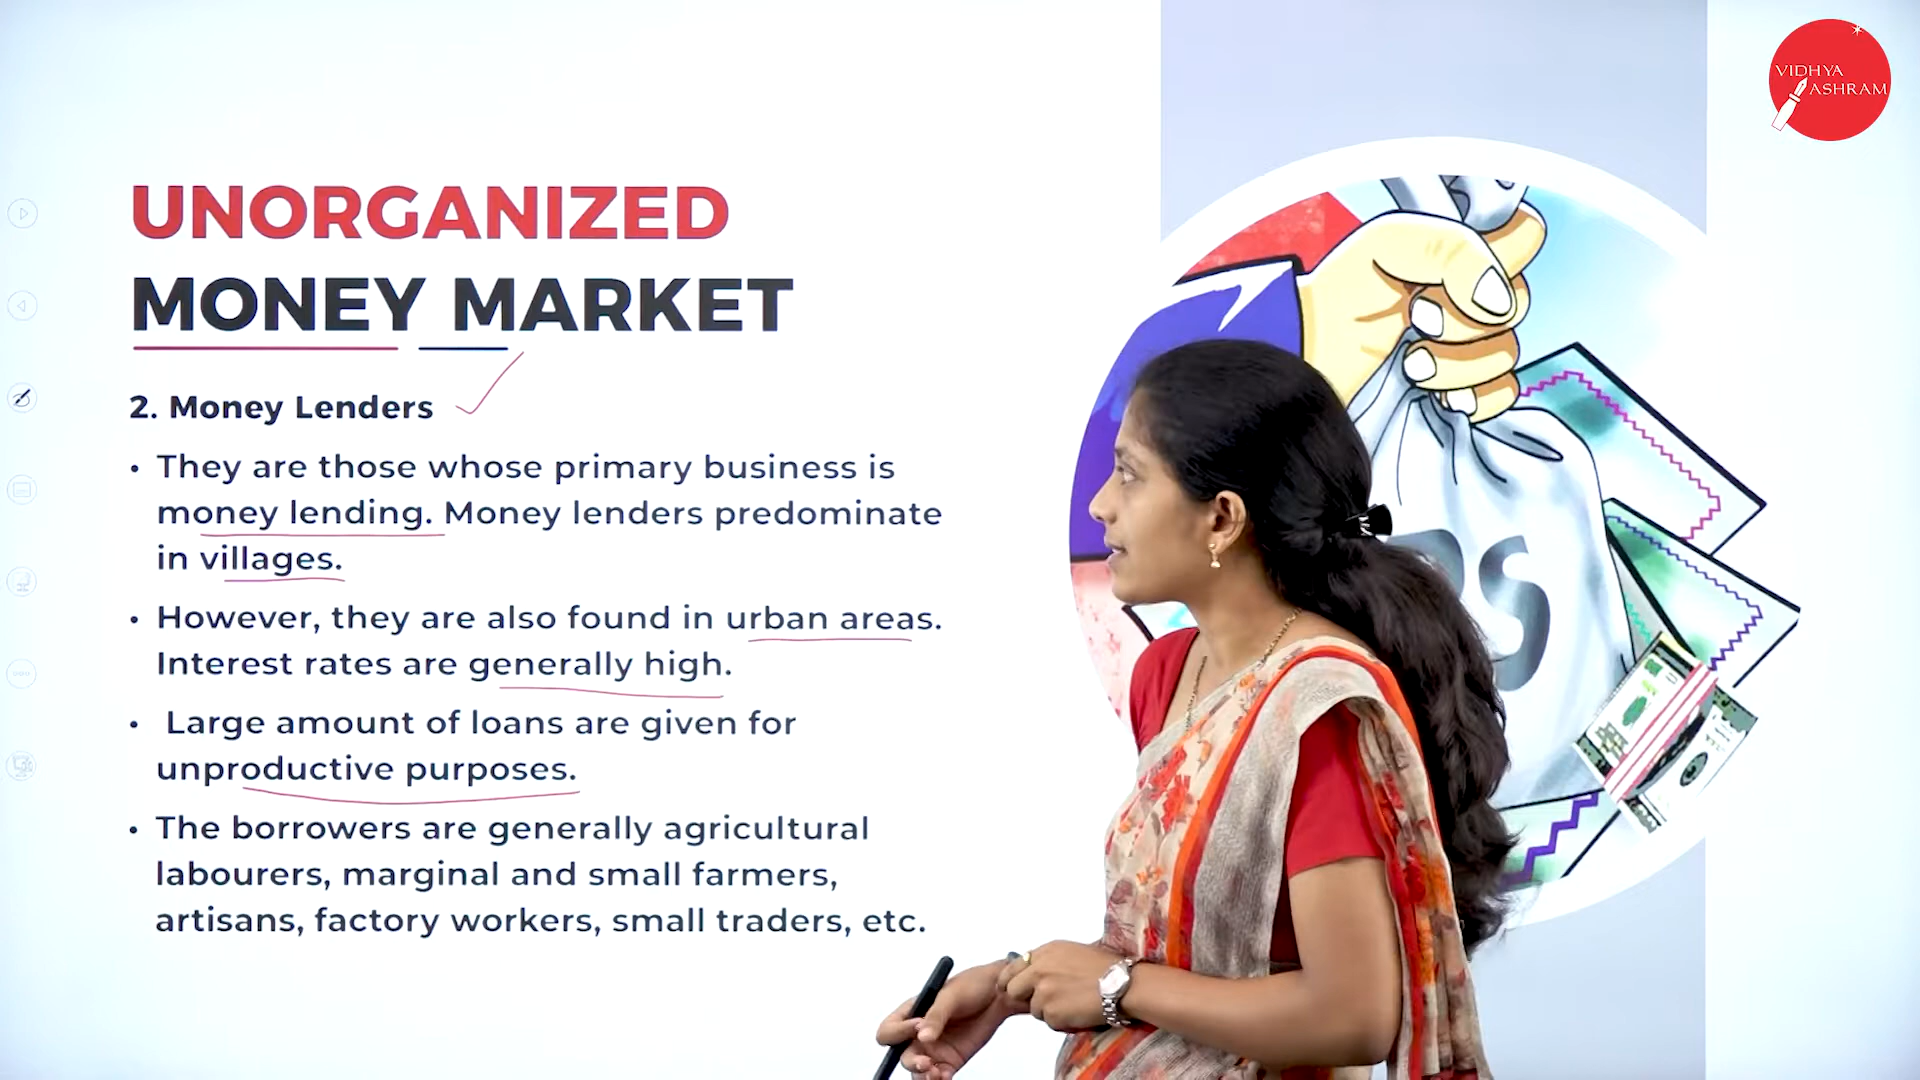 VIDHYA
ASHRAM
UNORGANIZED
MONEY MARKET
2. Money Lenders
• They are those whose primary business is
money lending. Money lenders predominate
in villages.
• However, they are also found in urban areas.
Interest rates are generally high.
• Large amount of loans are given for
unproductive purposes.
• The borrowers are generally agricultural
labourers, marginal and small farmers,
artisans, factory workers, small traders, etc.